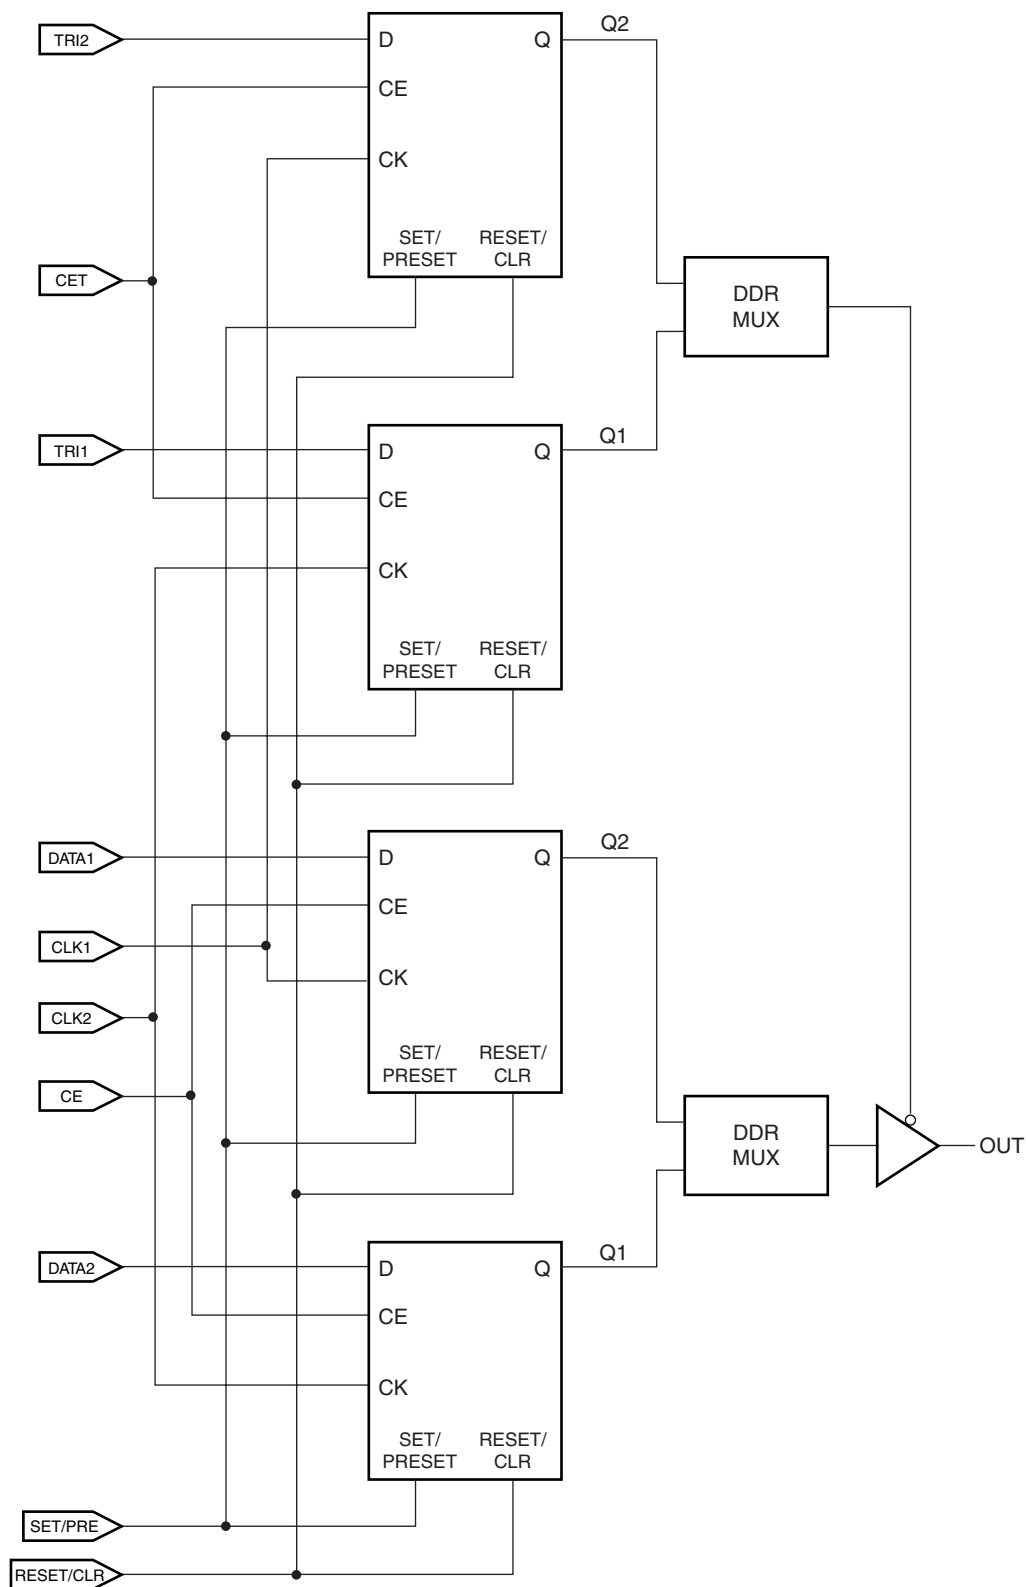 TRI2
D
Q
Q2
CE
CK
SET/
PRESET
RESET/
CLR
CET
DDR
MUX
TRI1
D
Q
Q1
CE
CK
SET/
PRESET
RESET/
CLR
DATA1
D
Q
Q2
CE
CLK1
CK
CLK2
SET/
PRESET
RESET/
CLR
CE
DDR
MUX
OUT
DATA2
D
Q
Q1
CE
CK
SET/
PRESET
RESET/
CLR
SET/PRE
RESET/CLR